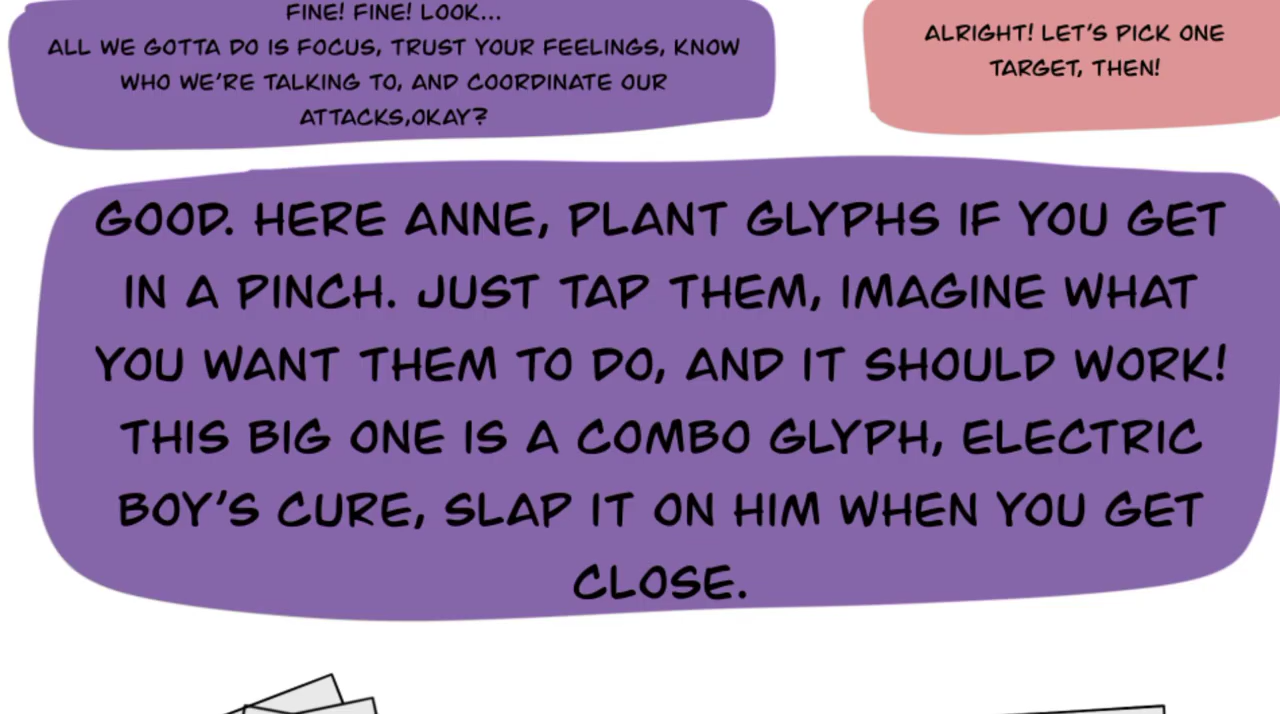 FINE! FINE! LOOK...
ALL WE GOTTA DO IS FOCUS, TRUST YOUR FEELINGS, KNOW
WHO WE'RE TALKING TO, AND COORDINATE OUR
ATTACKS,OKAY?
ALRIGHT! LET'S PICK ONE
TARGET, THEN!
GOOD. HERE ANNE, PLANT GLYPHS IF YOU GET
IN A PINCH. JUST TAP THEM, IMAGINE WHAT
YOU WANT THEM TO DO, AND IT SHOULD WORK!
THIS BIG ONE IS A COMBO GLYPH, ELECTRIC
BOY'S CURE, SLAP IT ON HIM WHEN YOU GET
CLOSE.